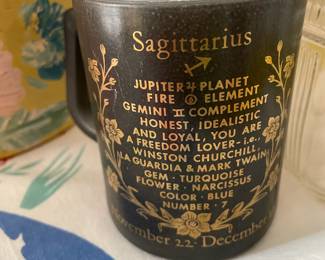 Sagittarius
♐
JUPITER ♃ PLANET
FIRE ⑥ ELEMENT
GEMINI ♊ COMPLEMENT
HONEST, IDEALISTIC
AND LOYAL, YOU ARE
A FREEDOM LOVER - i.e.,
WINSTON CHURCHILL,
LA GUARDIA & MARK TWAIN
GEM · TURQUOISE
FLOWER · NARCISSUS
COLOR · BLUE
NUMBER · 7
November 22 - December